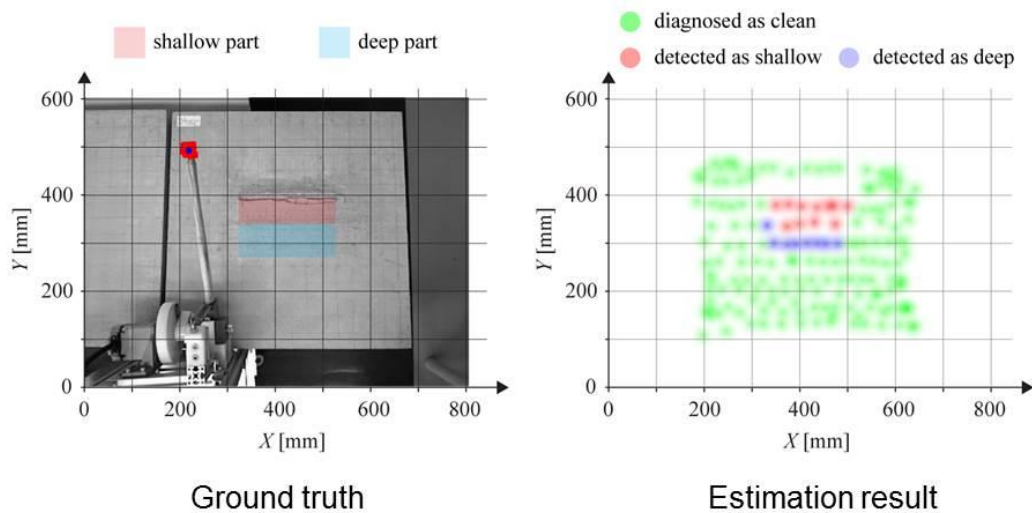 shallow part
deep part
600
400
200
0
Y [mm]
0
200
400
600
800
X [mm]
Ground truth
diagnosed as clean
detected as shallow
detected as deep
600
400
200
0
Y [mm]
0
200
400
600
800
X [mm]
Estimation result